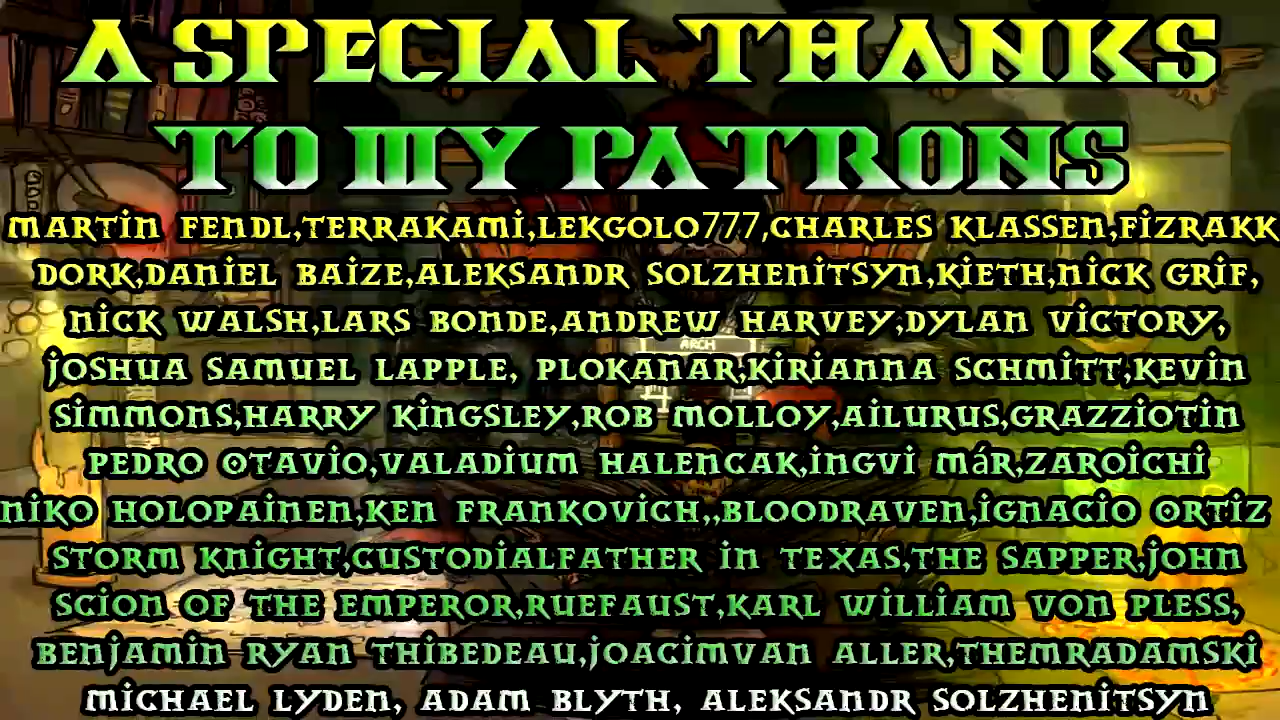 A SPECIAL THANKS
TO MY PATRONS
MARTIN FENDL,TERRAKAMI,LEKGOLO777,CHARLES KLASSEN,FIZRAKK
DORK,DANIEL BAIZE,ALEKSANDR SOLZHENITSYN,KIETH,NICK GRIF,
NICK WALSH,LARS BONDE,ANDREW HARVEY,DYLAN VICTORY,
ARCH
JOSHUA SAMUEL LAPPLE, PLOKANAR,KIRIANNA SCHMITT,KEVIN
SIMMONS,HARRY KINGSLEY,ROB MOLLOY,AILURUS,GRAZZIOTIN
PEDRO OTAVIO,VALADIUM HALENCAK,INGVI MáR,ZAROICHI
NIKO HOLOPAINEN,KEN FRANKOVICH,,BLOODRAVEN,IGNACIO ORTIZ
STORM KNIGHT,CUSTODIALFATHER IN TEXAS,THE SAPPER,JOHN
SCION OF THE EMPEROR,RUEFAUST,KARL WILLIAM VON PLESS,
BENJAMIN RYAN THIBEDEAU,JOACIMVAN ALLER,THEMRADAMSKI
MICHAEL LYDEN, ADAM BLYTH, ALEKSANDR SOLZHENITSYN